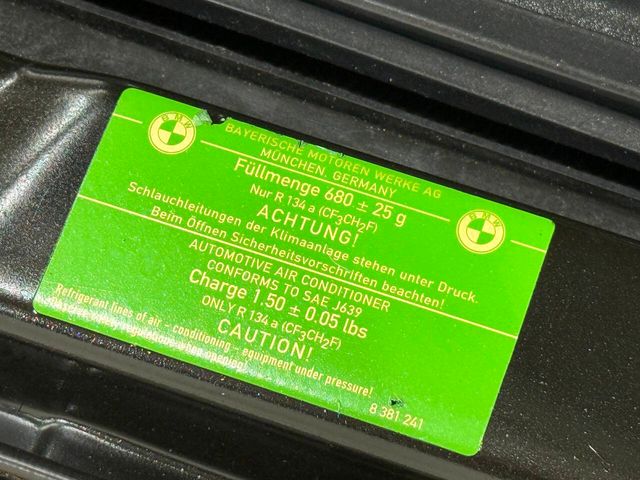 BMW
BMW
BAYERISCHE MOTOREN WERKE AG
MÜNCHEN, GERMANY
Füllmenge 680 ± 25 g
Nur R 134 a (CF3CH2F)
ACHTUNG!
Schlauchleitungen der Klimaanlage stehen unter Druck.
Beim Öffnen Sicherheitsvorschriften beachten!
AUTOMOTIVE AIR CONDITIONER
CONFORMS TO SAE J639
Charge 1.50 ± 0.05 lbs
ONLY R 134 a (CF3CH2F)
CAUTION!
Refrigerant lines of air - conditioning - equipment under pressure!
opening!
8 381 241